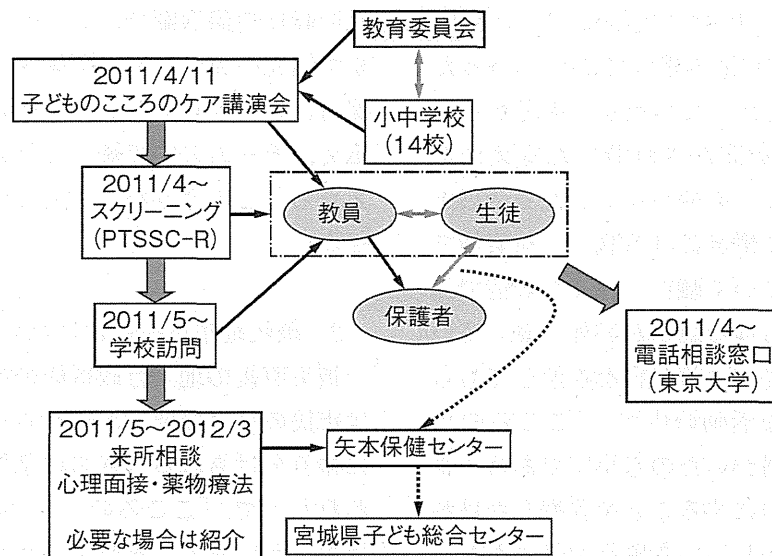 教育委員会
2011/4/11
子どものこころのケア講演会
小中学校
(14校)
2011/4～
スクリーニング
(PTSSC-R)
教員
生徒
保護者
2011/5～
学校訪問
2011/4～
電話相談窓口
(東京大学)
2011/5～2012/3
来所相談
心理面接・薬物療法
必要な場合は紹介
矢本保健センター
宮城県子ども総合センター